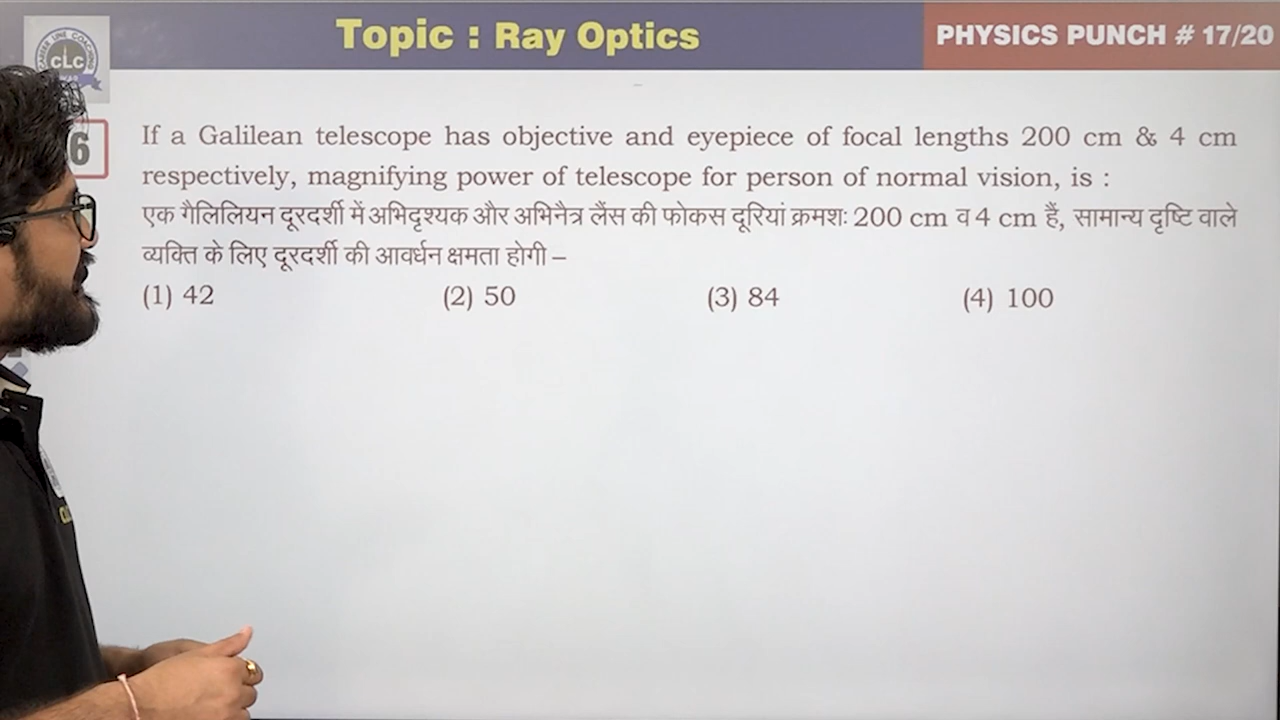 Topic : Ray Optics
PHYSICS PUNCH # 17/20
CLC
6
If a Galilean telescope has objective and eyepiece of focal lengths 200 cm & 4 cm
respectively, magnifying power of telescope for person of normal vision, is :
एक गैलिलियन दूरदर्शी में अभिदृश्यक और अभिनैत्र लैंस की फोकस दूरियां क्रमशः 200 cm व 4 cm हैं, सामान्य दृष्टि वाले
व्यक्ति के लिए दूरदर्शी की आवर्धन क्षमता होगी –
(1) 42 (2) 50 (3) 84 (4) 100